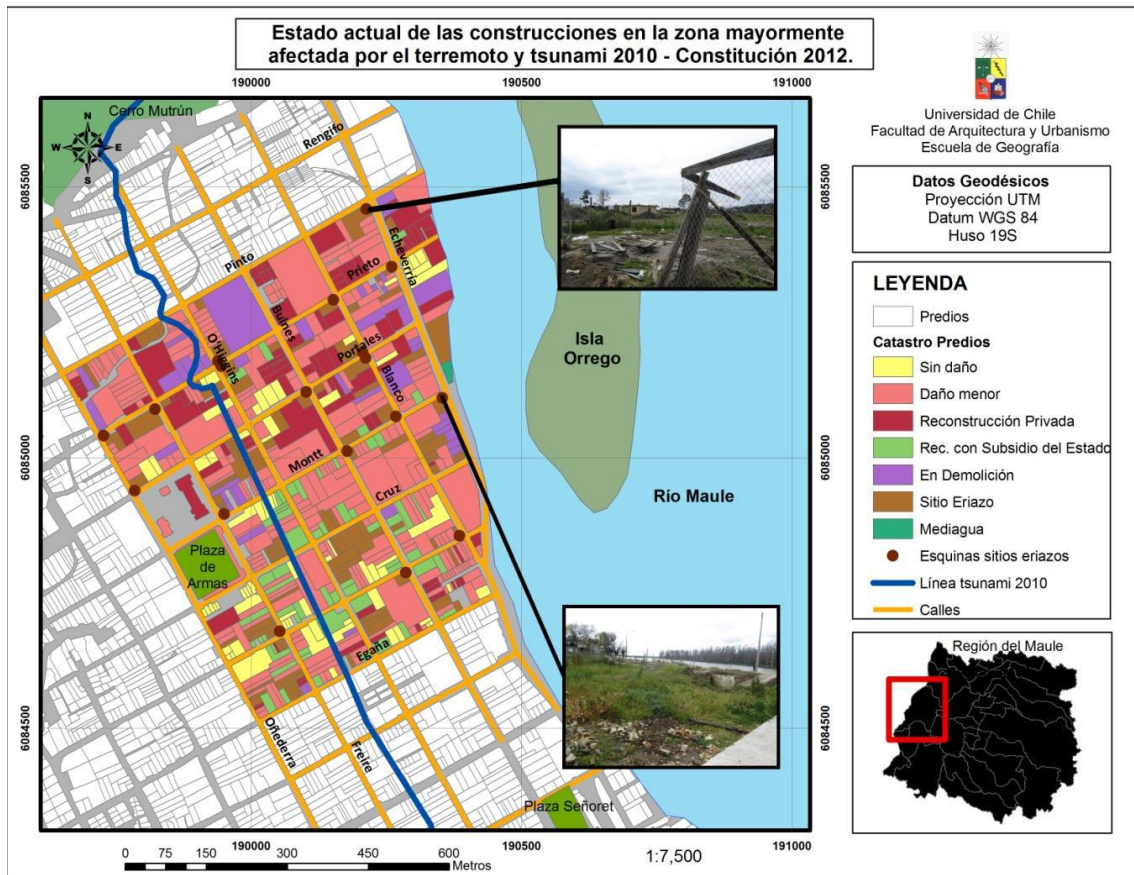 Estado actual de las construcciones en la zona mayormente
afectada por el terremoto y tsunami 2010 - Constitución 2012.
190000
190500
191000
6085500
6085000
6084500
6085500
6085000
6084500
Cerro Mutrún
N
W
E
S
Rengifo
Pinto
Prieto
Echeverría
Bulnes
O'Higgins
Portales
Blanco
Montt
Cruz
Plaza
de
Armas
Egaña
Oñederra
Freire
Plaza Señoret
Isla
Orrego
Río Maule
190000
190500
191000
0 75 150 300 450 600
Metros
1:7,500
Universidad de Chile
Facultad de Arquitectura y Urbanismo
Escuela de Geografía
Datos Geodésicos
Proyección UTM
Datum WGS 84
Huso 19S
LEYENDA
Predios
Catastro Predios
Sin daño
Daño menor
Reconstrucción Privada
Rec. con Subsidio del Estado
En Demolición
Sitio Eriazo
Mediagua
Esquinas sitios eriazos
Línea tsunami 2010
Calles
Región del Maule